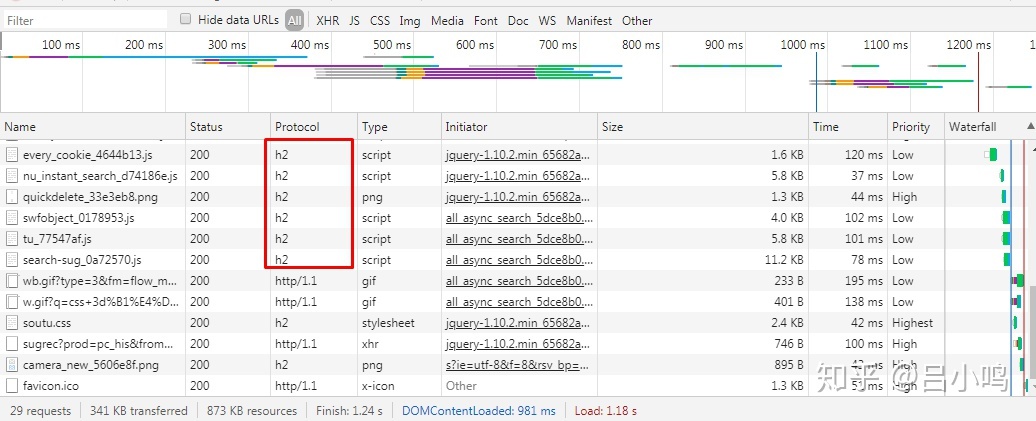 Filter Hide data URLs All XHR JS CSS Img Media Font Doc WS Manifest Other
100 ms 200 ms 300 ms 400 ms 500 ms 600 ms 700 ms 800 ms 900 ms 1000 ms 1100 ms 1200 ms 1
Name Status Protocol Type Initiator Size Time Priority Waterfall
every_cookie_4644b13.js 200 h2 script jquery-1.10.2.min_65682a... 1.6 KB 120 ms Low
nu_instant_search_d74186e.js 200 h2 script jquery-1.10.2.min_65682a... 5.8 KB 37 ms Low
quickdelete_33e3eb8.png 200 h2 png jquery-1.10.2.min_65682a... 1.3 KB 44 ms High
swfobject_0178953.js 200 h2 script all_async_search_5dce8b0... 4.0 KB 102 ms Low
tu_77547af.js 200 h2 script all_async_search_5dce8b0... 5.8 KB 101 ms Low
search-sug_0a72570.js 200 h2 script all_async_search_5dce8b0... 11.2 KB 78 ms Low
wb.gif?type=3&fm=flow_m... 200 http/1.1 gif all_async_search_5dce8b0... 233 B 195 ms Low
w.gif?q=css+3d%B1%E4%D... 200 http/1.1 gif all_async_search_5dce8b0... 401 B 138 ms Low
soutu.css 200 h2 stylesheet jquery-1.10.2.min_65682a... 2.4 KB 42 ms Highest
sugrec?prod=pc_his&from... 200 http/1.1 xhr jquery-1.10.2.min_65682a... 746 B 100 ms High
camera_new_5606e8f.png 200 h2 png s?ie=utf-8&f=8&rsv_bp=... 895 B ms High
favicon.ico 200 http/1.1 x-icon Other 1.3 KB ms High
知乎 @吕小鸣
29 requests 341 KB transferred 873 KB resources Finish: 1.24 s DOMContentLoaded: 981 ms Load: 1.18 s